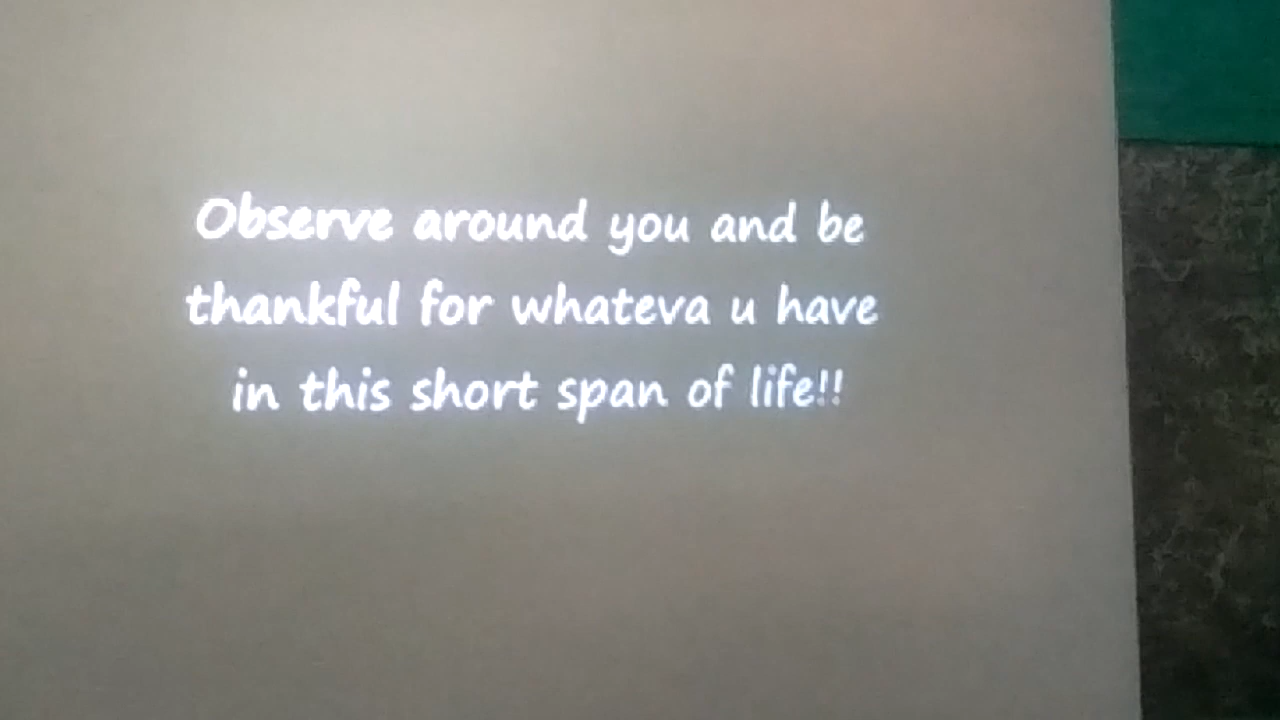 Observe around you and be
thankful for whateva u have
in this short span of life!!